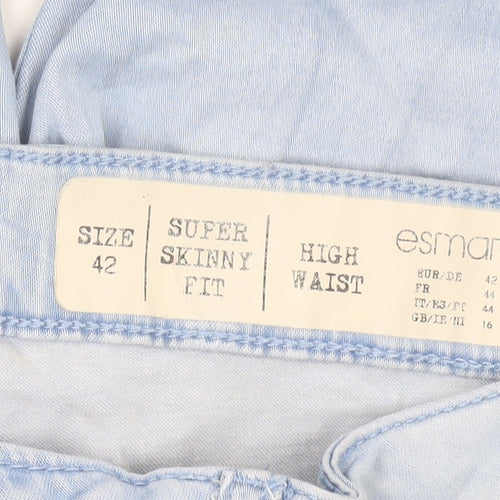 SIZE
42
SUPER
SKINNY
FIT
HIGH
WAIST
esmar
EUR/DE 42
FR 44
IT/ES/PT 44
GB/IE/NI 16